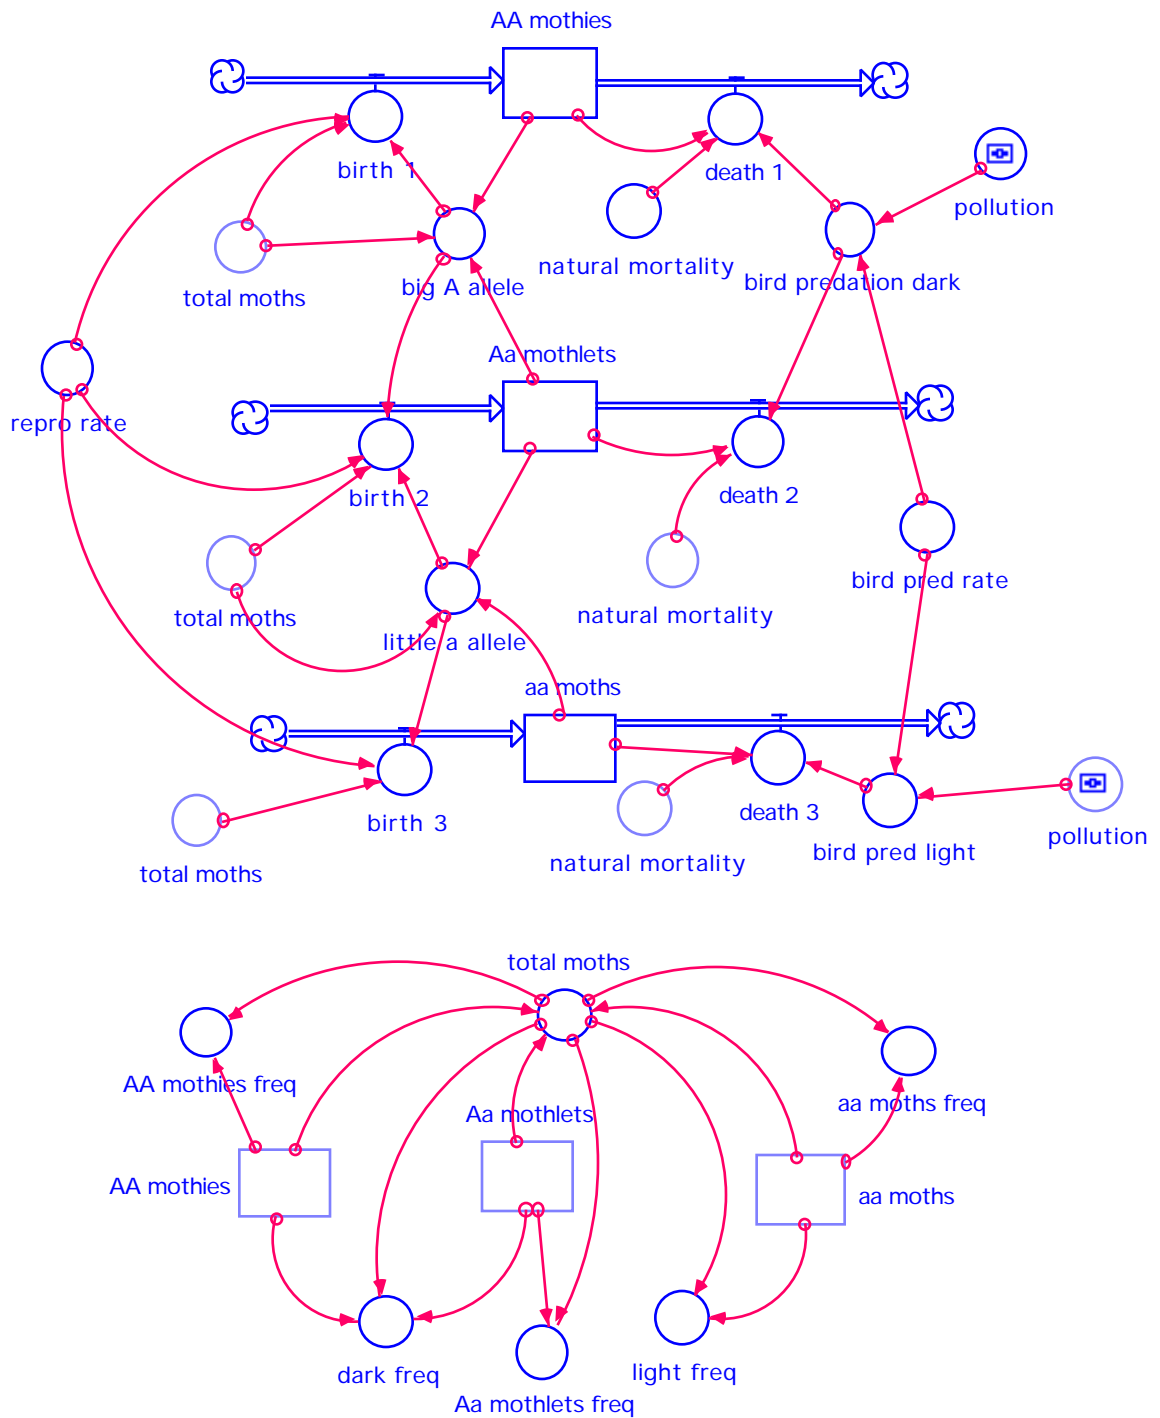 AA mothies
birth 1
death 1
pollution
natural mortality
big A allele
bird predation dark
total moths
Aa mothlets
repro rate
birth 2
death 2
bird pred rate
total moths
natural mortality
little a allele
aa moths
birth 3
death 3
pollution
natural mortality
bird pred light
total moths
total moths
AA mothies freq
Aa mothlets
aa moths freq
AA mothies
aa moths
dark freq
light freq
Aa mothlets freq